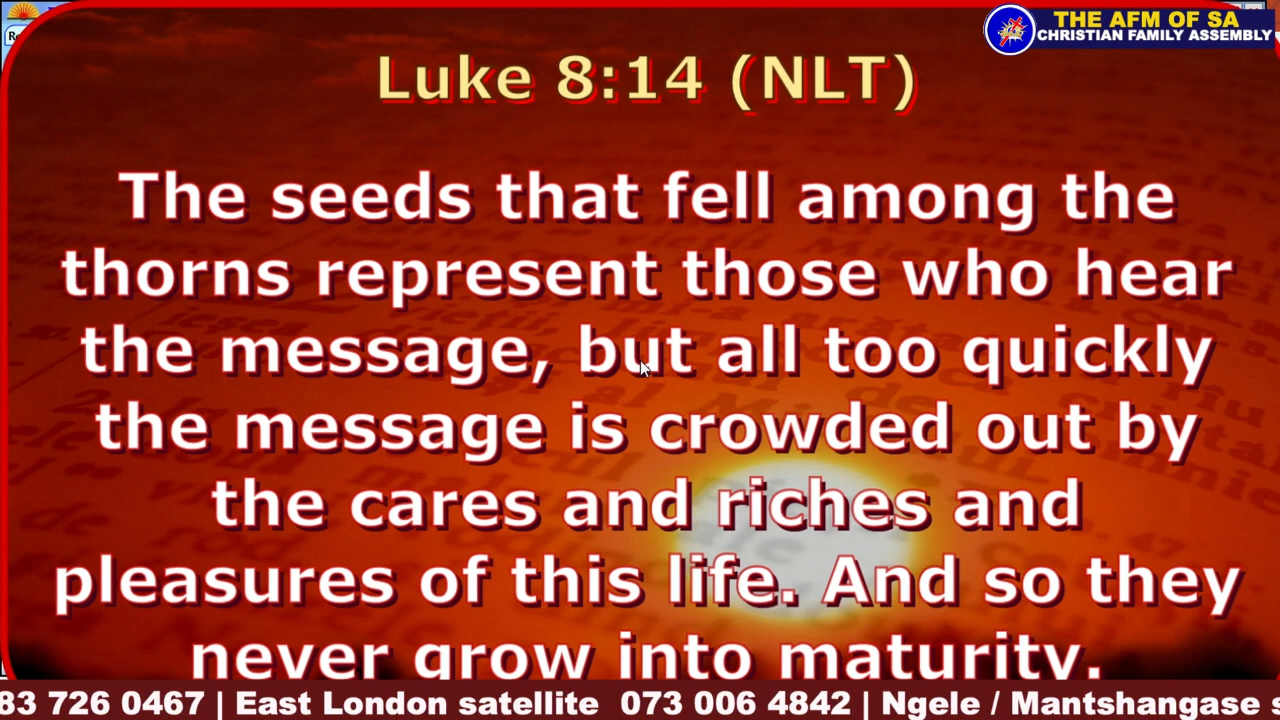 THE AFM OF SA
CHRISTIAN FAMILY ASSEMBLY
Luke 8:14 (NLT)
The seeds that fell among the
thorns represent those who hear
the message, but all too quickly
the message is crowded out by
the cares and riches and
pleasures of this life. And so they
never grow into maturity.
83 726 0467 | East London satellite 073 006 4842 | Ngele / Mantshangase s